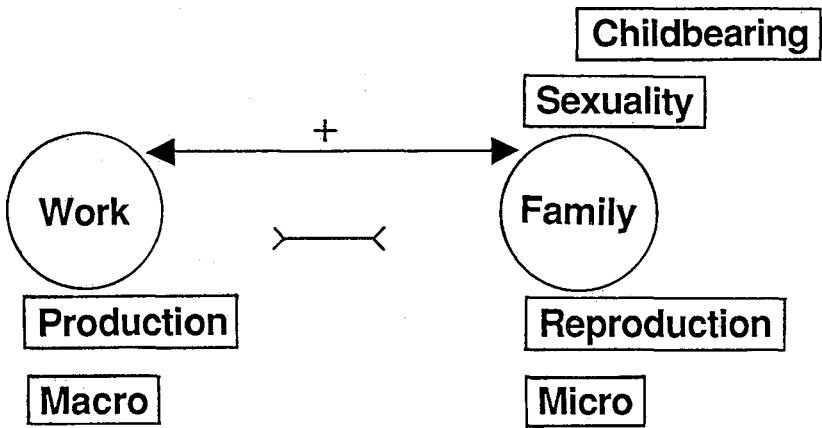 Childbearing
Sexuality
+
Work
Family
Production
Reproduction
Macro
Micro